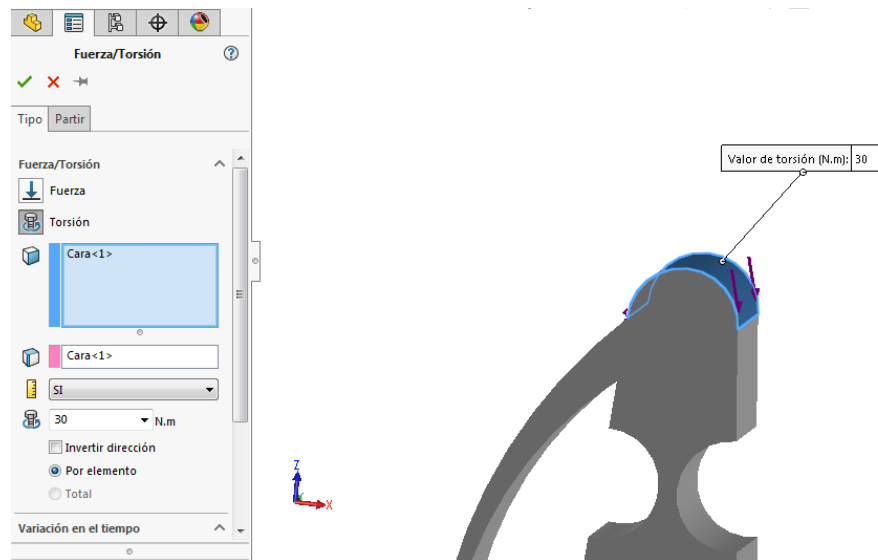 Fuerza/Torsión
Tipo Partir
Fuerza/Torsión
Fuerza
Torsión
Cara<1>
Cara<1>
SI
30 N.m
Invertir dirección
Por elemento
Total
Variación en el tiempo
Valor de torsión (N.m): 30
Z
X